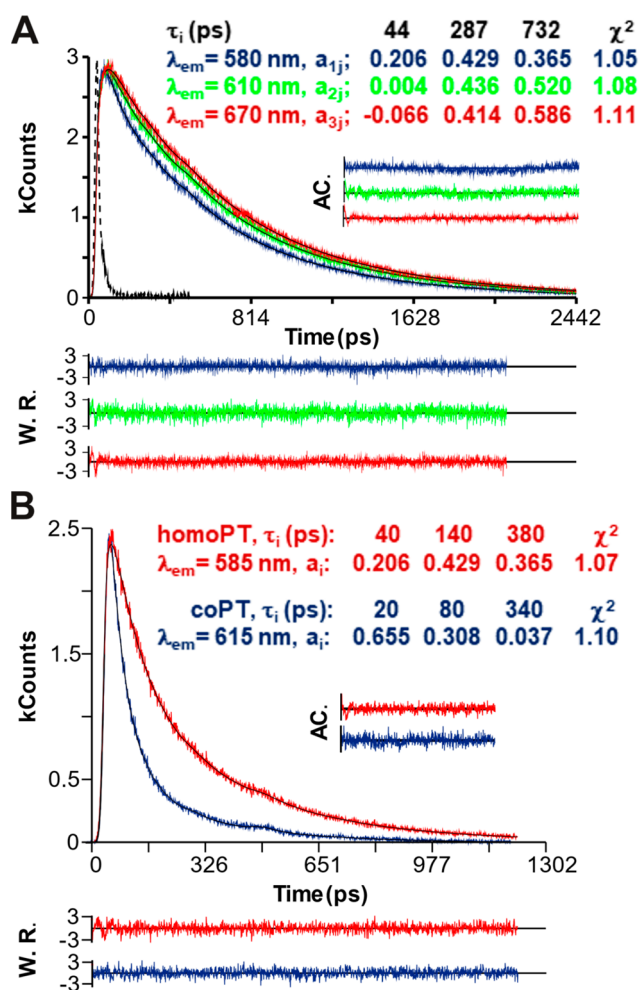 A
τi (ps) 44 287 732 χ2
λem= 580 nm, a1j; 0.206 0.429 0.365 1.05
λem= 610 nm, a2j; 0.004 0.436 0.520 1.08
λem= 670 nm, a3j; -0.066 0.414 0.586 1.11
kCounts
3
2
1
0
AC.
0 814 1628 2442
Time(ps)
W. R.
3
-3
3
-3
3
-3
B
kCounts
2.5
1.5
0.5
0
homoPT, τi (ps): 40 140 380 χ2
λem= 585 nm, ai: 0.206 0.429 0.365 1.07
coPT, τi (ps): 20 80 340 χ2
λem= 615 nm, ai: 0.655 0.308 0.037 1.10
AC.
0 326 651 977 1302
Time(ps)
W. R.
3
-3
3
-3